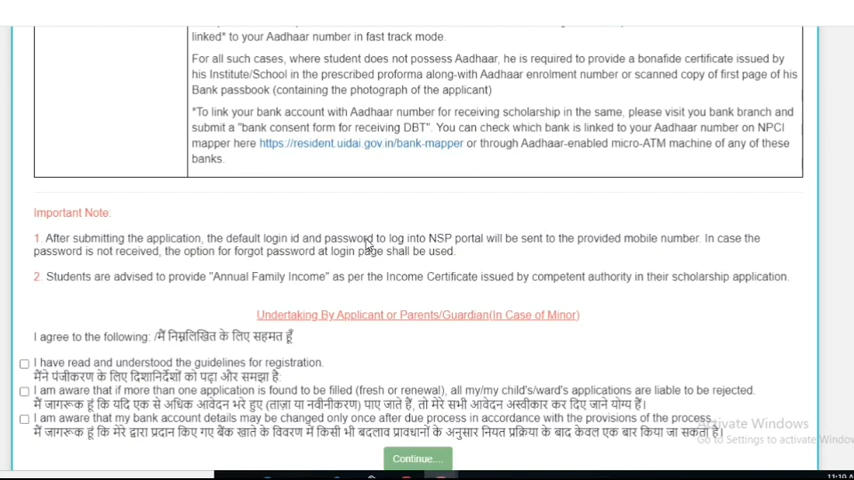 linked* to your Aadhaar number in fast track mode.
For all such cases, where student does not possess Aadhaar, he is required to provide a bonafide certificate issued by
his Institute/School in the prescribed proforma along-with Aadhaar enrolment number or scanned copy of first page of his
Bank passbook (containing the photograph of the applicant)
*To link your bank account with Aadhaar number for receiving scholarship in the same, please visit you bank branch and
submit a "bank consent form for receiving DBT". You can check which bank is linked to your Aadhaar number on NPCI
mapper here https://resident.uidai.gov.in/bank-mapper or through Aadhaar-enabled micro-ATM machine of any of these
banks.
Important Note:
1. After submitting the application, the default login id and password to log into NSP portal will be sent to the provided mobile number. In case the
password is not received, the option for forgot password at login page shall be used.
2. Students are advised to provide "Annual Family Income" as per the Income Certificate issued by competent authority in their scholarship application.
Undertaking By Applicant or Parents/Guardian(In Case of Minor)
I agree to the following: /मैं निम्नलिखित के लिए सहमत हूँ
I have read and understood the guidelines for registration.
मैंने पंजीकरण के लिए दिशानिर्देशों को पढ़ा और समझा है:
I am aware that if more than one application is found to be filled (fresh or renewal), all my/my child's/ward's applications are liable to be rejected.
मैं जागरूक हूं कि यदि एक से अधिक आवेदन भरे हुए (ताज़ा या नवीनीकरण) पाए जाते हैं, तो मेरे सभी आवेदन अस्वीकार कर दिए जाने योग्य हैं।
I am aware that my bank account details may be changed only once after due process in accordance with the provisions of the process.
मैं जागरूक हूं कि मेरे द्वारा प्रदान किए गए बैंक खाते के विवरण में किसी भी बदलाव प्रावधानों के अनुसार नियत प्रक्रिया के बाद केवल एक बार किया जा सकता है।
Activate Windows
Go to Settings to activate Window
Continue....